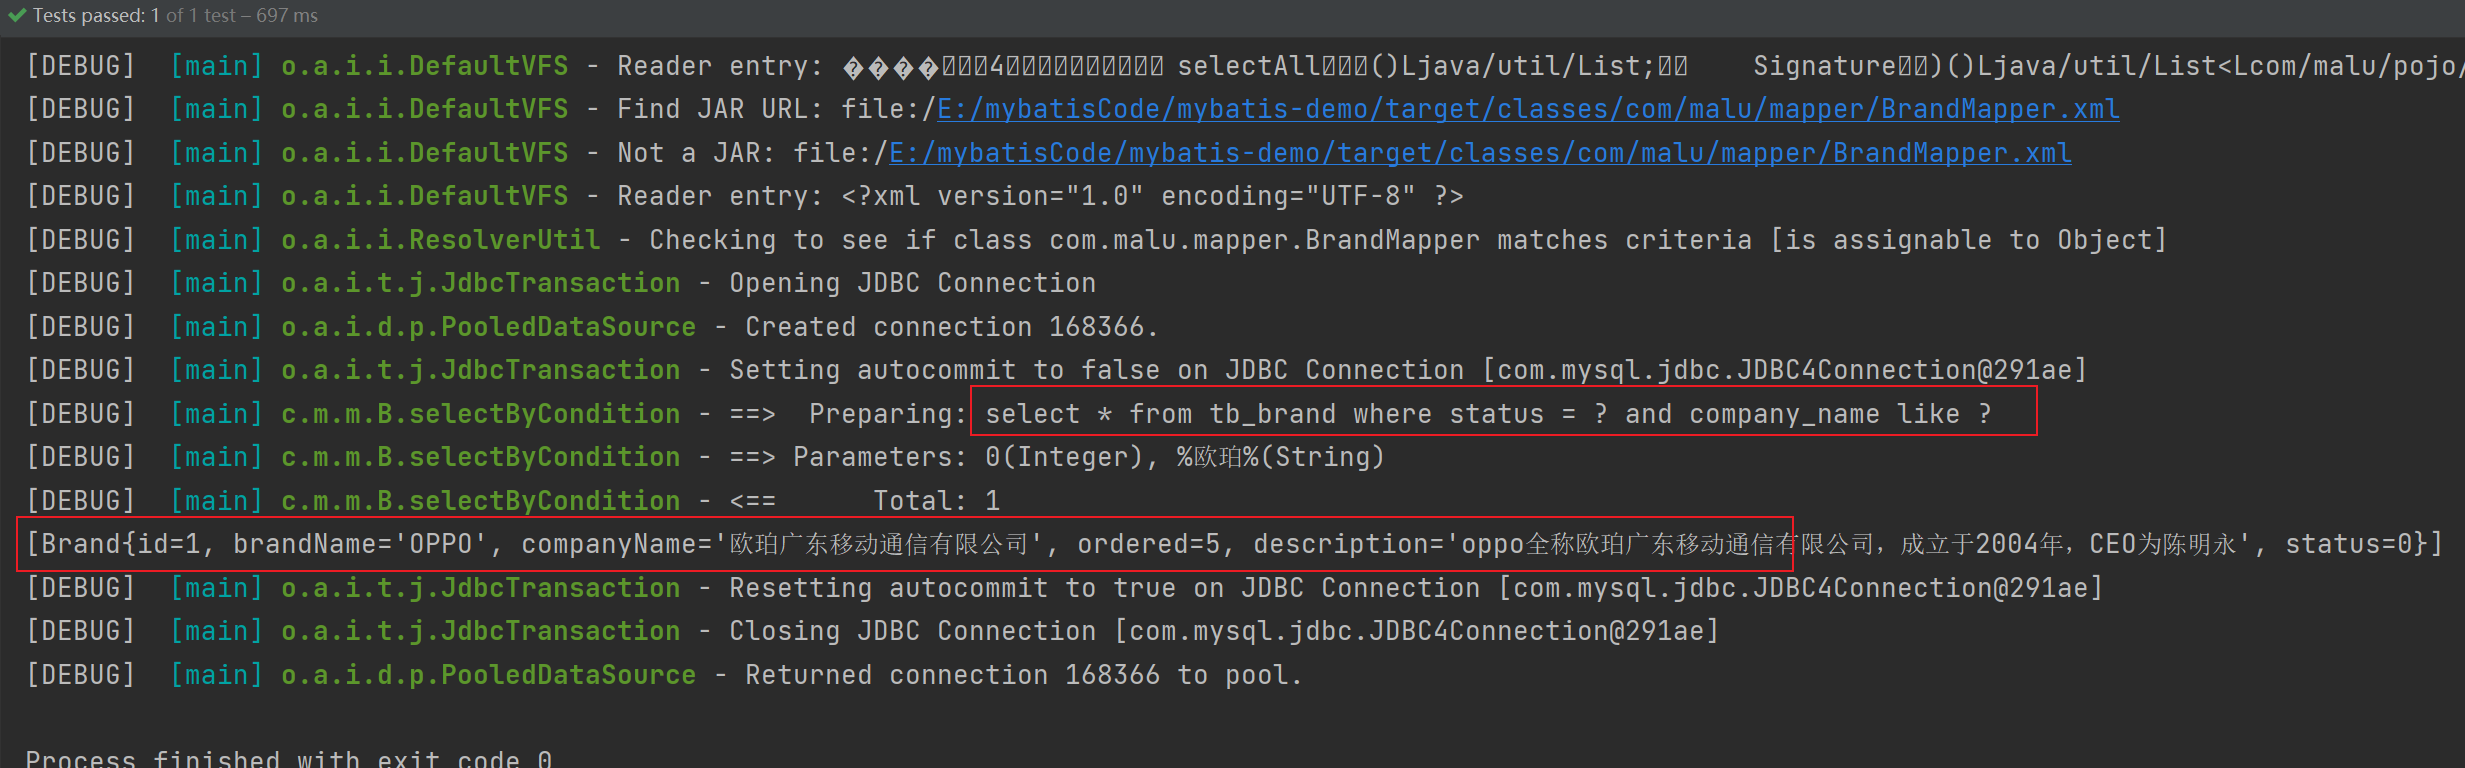 Tests passed: 1 of 1 test – 697 ms
[DEBUG] [main] o.a.i.i.DefaultVFS - Reader entry: ����4 selectAll()Ljava/util/List; Signature)()Ljava/util/List<Lcom/malu/pojo/
[DEBUG] [main] o.a.i.i.DefaultVFS - Find JAR URL: file:/E:/mybatisCode/mybatis-demo/target/classes/com/malu/mapper/BrandMapper.xml
[DEBUG] [main] o.a.i.i.DefaultVFS - Not a JAR: file:/E:/mybatisCode/mybatis-demo/target/classes/com/malu/mapper/BrandMapper.xml
[DEBUG] [main] o.a.i.i.DefaultVFS - Reader entry: <?xml version="1.0" encoding="UTF-8" ?>
[DEBUG] [main] o.a.i.i.ResolverUtil - Checking to see if class com.malu.mapper.BrandMapper matches criteria [is assignable to Object]
[DEBUG] [main] o.a.i.t.j.JdbcTransaction - Opening JDBC Connection
[DEBUG] [main] o.a.i.d.p.PooledDataSource - Created connection 168366.
[DEBUG] [main] o.a.i.t.j.JdbcTransaction - Setting autocommit to false on JDBC Connection [com.mysql.jdbc.JDBC4Connection@291ae]
[DEBUG] [main] c.m.m.B.selectByCondition - ==>  Preparing: select * from tb_brand where status = ? and company_name like ?
[DEBUG] [main] c.m.m.B.selectByCondition - ==> Parameters: 0(Integer), %欧珀%(String)
[DEBUG] [main] c.m.m.B.selectByCondition - <==      Total: 1
[Brand{id=1, brandName='OPPO', companyName='欧珀广东移动通信有限公司', ordered=5, description='oppo全称欧珀广东移动通信有限公司，成立于2004年，CEO为陈明永', status=0}]
[DEBUG] [main] o.a.i.t.j.JdbcTransaction - Resetting autocommit to true on JDBC Connection [com.mysql.jdbc.JDBC4Connection@291ae]
[DEBUG] [main] o.a.i.t.j.JdbcTransaction - Closing JDBC Connection [com.mysql.jdbc.JDBC4Connection@291ae]
[DEBUG] [main] o.a.i.d.p.PooledDataSource - Returned connection 168366 to pool.
Process finished with exit code 0